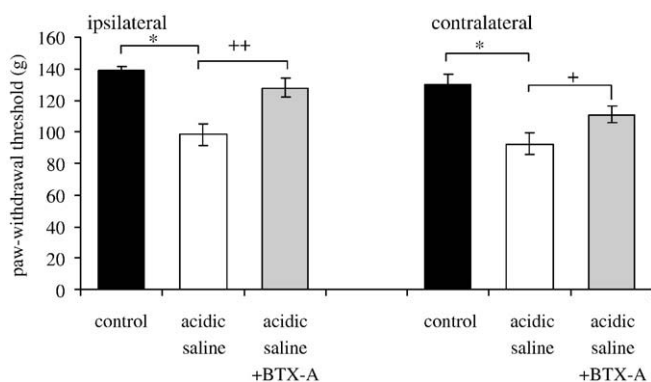 ipsilateral
contralateral
paw-withdrawal threshold (g)
160
140
120
100
80
60
40
20
0
*
++
*
+
control
acidic
saline
acidic
saline
+BTX-A
control
acidic
saline
acidic
saline
+BTX-A